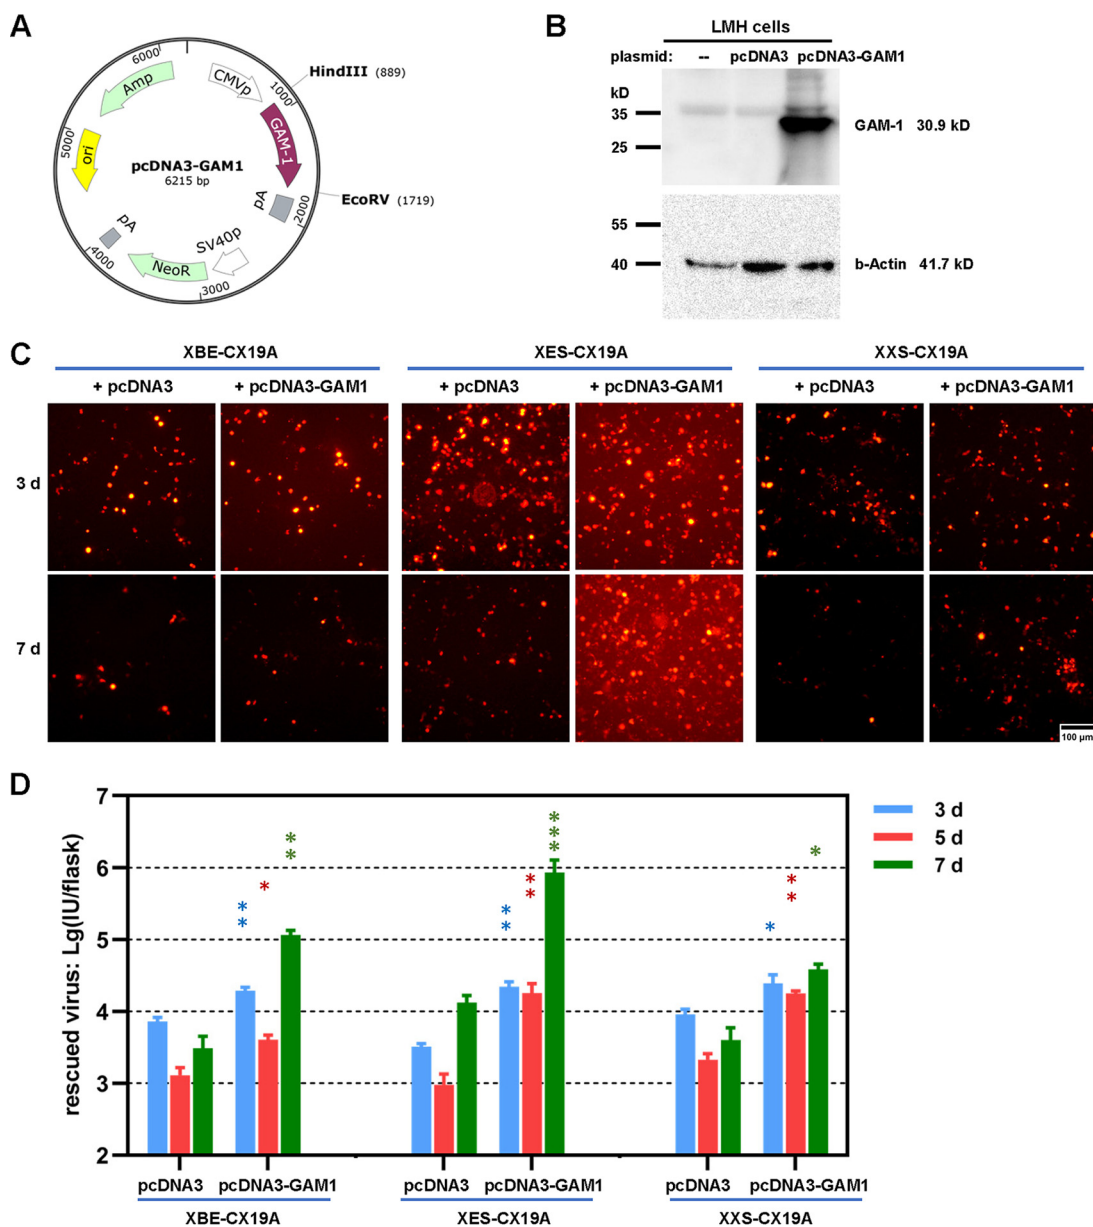 A
6000
Amp
CMVp
HindIII (889)
1000
5000
ori
GAM-1
pcDNA3-GAM1
6215 bp
EcoRV (1719)
pA
2000
pA
SV40p
4000
NeoR
3000
B
LMH cells
plasmid: -- pcDNA3 pcDNA3-GAM1
kD
35
GAM-1 30.9 kD
25
55
40
b-Actin 41.7 kD
C
XBE-CX19A XES-CX19A XXS-CX19A
+ pcDNA3 + pcDNA3-GAM1 + pcDNA3 + pcDNA3-GAM1 + pcDNA3 + pcDNA3-GAM1
3 d
7 d
100 µm
D
rescued virus: Lg(IU/flask)
7
6
5
4
3
2
* * * * * * * * * * * * * * * *
3 d
5 d
7 d
pcDNA3 pcDNA3-GAM1 pcDNA3 pcDNA3-GAM1 pcDNA3 pcDNA3-GAM1
XBE-CX19A XES-CX19A XXS-CX19A